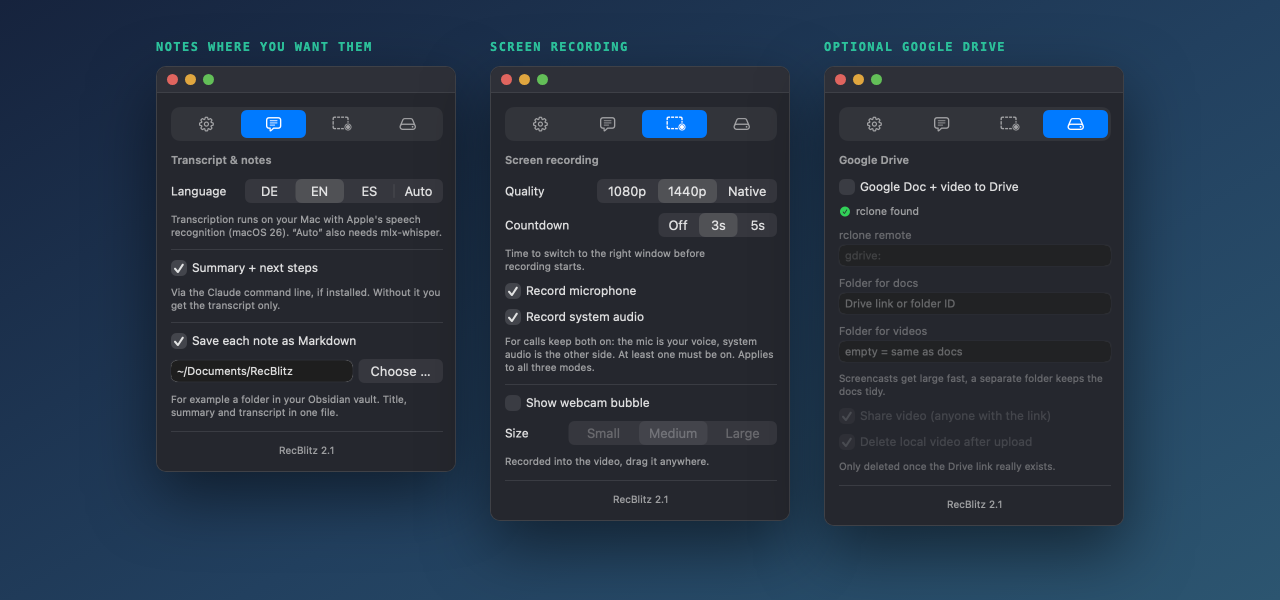 NOTES WHERE YOU WANT THEM
Transcript & notes
Language DE EN ES Auto
Transcription runs on your Mac with Apple's speech
recognition (macOS 26). "Auto" also needs mlx-whisper.
Summary + next steps
Via the Claude command line, if installed. Without it you
get the transcript only.
Save each note as Markdown
~/Documents/RecBlitz Choose ...
For example a folder in your Obsidian vault. Title,
summary and transcript in one file.
RecBlitz 2.1
SCREEN RECORDING
Screen recording
Quality 1080p 1440p Native
Countdown Off 3s 5s
Time to switch to the right window before
recording starts.
Record microphone
Record system audio
For calls keep both on: the mic is your voice, system
audio is the other side. At least one must be on. Applies
to all three modes.
Show webcam bubble
Size Small Medium Large
Recorded into the video, drag it anywhere.
RecBlitz 2.1
OPTIONAL GOOGLE DRIVE
Google Drive
Google Doc + video to Drive
rclone found
rclone remote
gdrive:
Folder for docs
Drive link or folder ID
Folder for videos
empty = same as docs
Screencasts get large fast, a separate folder keeps the
docs tidy.
Share video (anyone with the link)
Delete local video after upload
Only deleted once the Drive link really exists.
RecBlitz 2.1